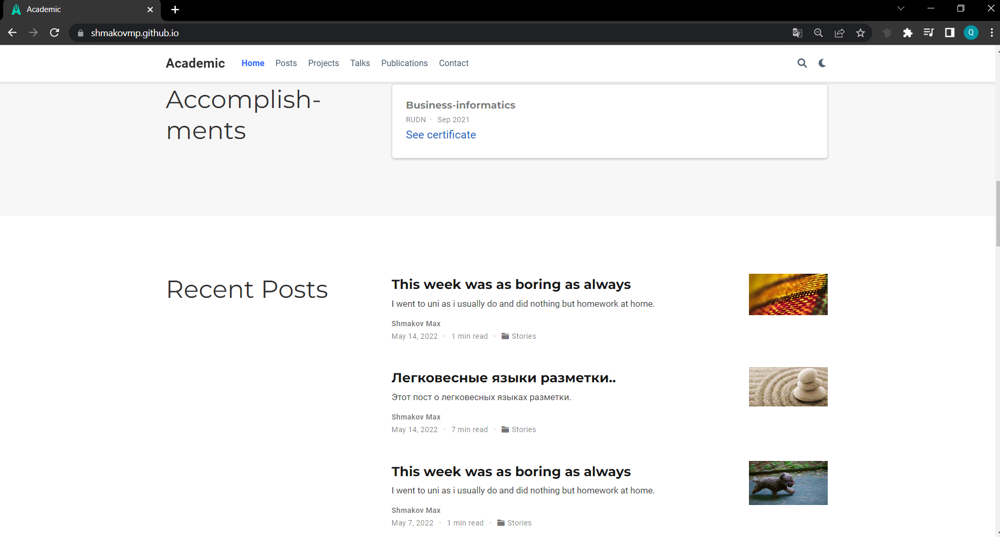 Academic
shmakovmp.github.io
Q
Academic Home Posts Projects Talks Publications Contact
Accomplish-
ments
Business-informatics
RUDN · Sep 2021
See certificate
Recent Posts
This week was as boring as always
I went to uni as i usually do and did nothing but homework at home.
Shmakov Max
May 14, 2022 · 1 min read · Stories
Легковесные языки разметки..
Этот пост о легковесных языках разметки.
Shmakov Max
May 14, 2022 · 7 min read · Stories
This week was as boring as always
I went to uni as i usually do and did nothing but homework at home.
Shmakov Max
May 7, 2022 · 1 min read · Stories